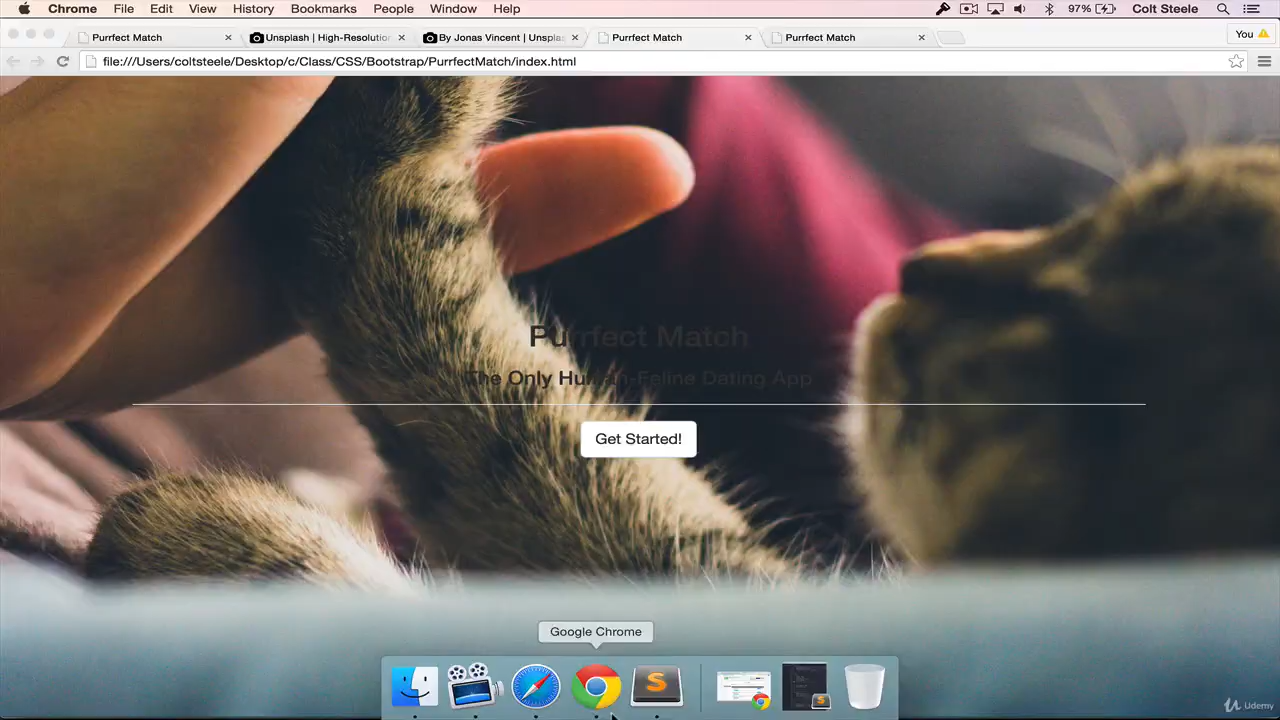 Chrome File Edit View History Bookmarks People Window Help 97% Colt Steele
Purrfect Match Unsplash | High-Resolution By Jonas Vincent | Unspla Purrfect Match Purrfect Match You
file:///Users/coltsteele/Desktop/c/Class/CSS/Bootstrap/PurrfectMatch/index.html
Purrfect Match
The Only Human-Feline Dating App
Get Started!
Google Chrome
Udemy